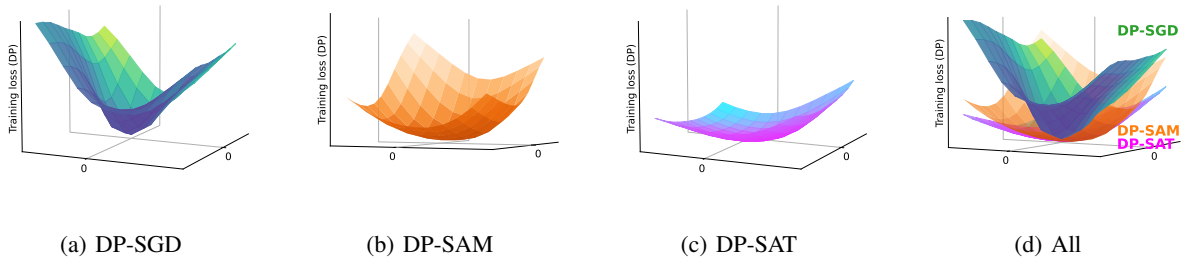 Training loss (DP)
0
0
(a) DP-SGD
Training loss (DP)
0
0
(b) DP-SAM
Training loss (DP)
0
0
(c) DP-SAT
Training loss (DP)
DP-SGD
DP-SAM
DP-SAT
0
0
(d) All